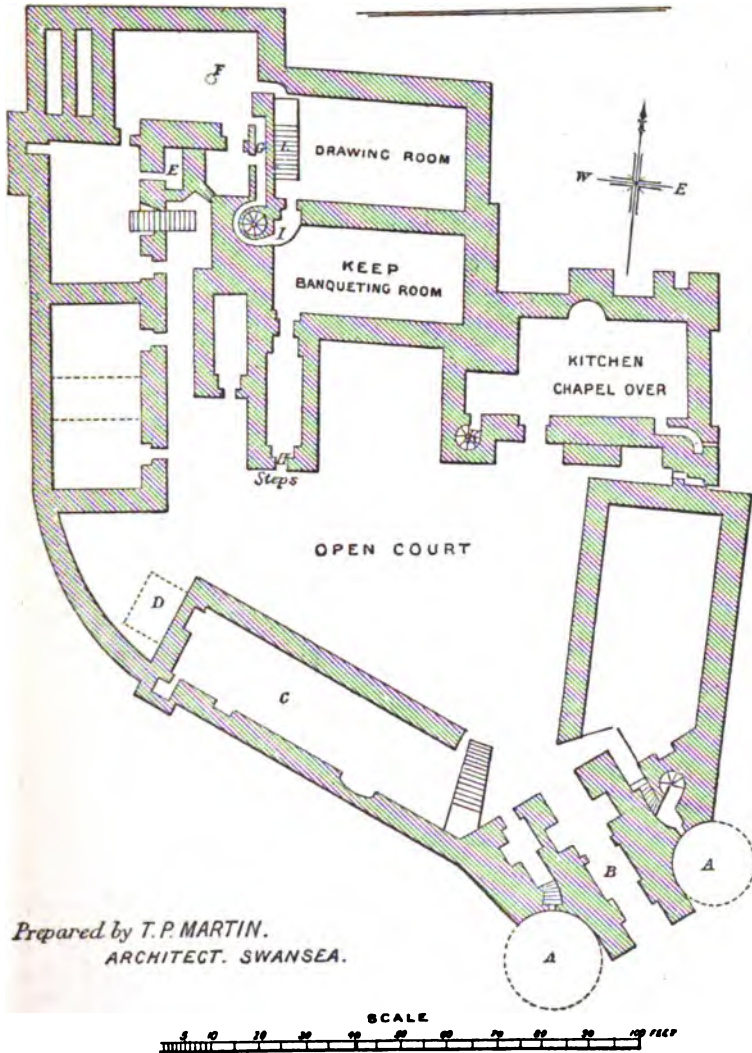 F
E
G
L
DRAWING ROOM
W E
I
KEEP
BANQUETING ROOM
KITCHEN
CHAPEL OVER
H
Steps
OPEN COURT
D
C
B
A
A
Prepared by T. P. MARTIN.
ARCHITECT. SWANSEA.
SCALE
5 10 20 30 40 50 60 70 80 90 100 FEET